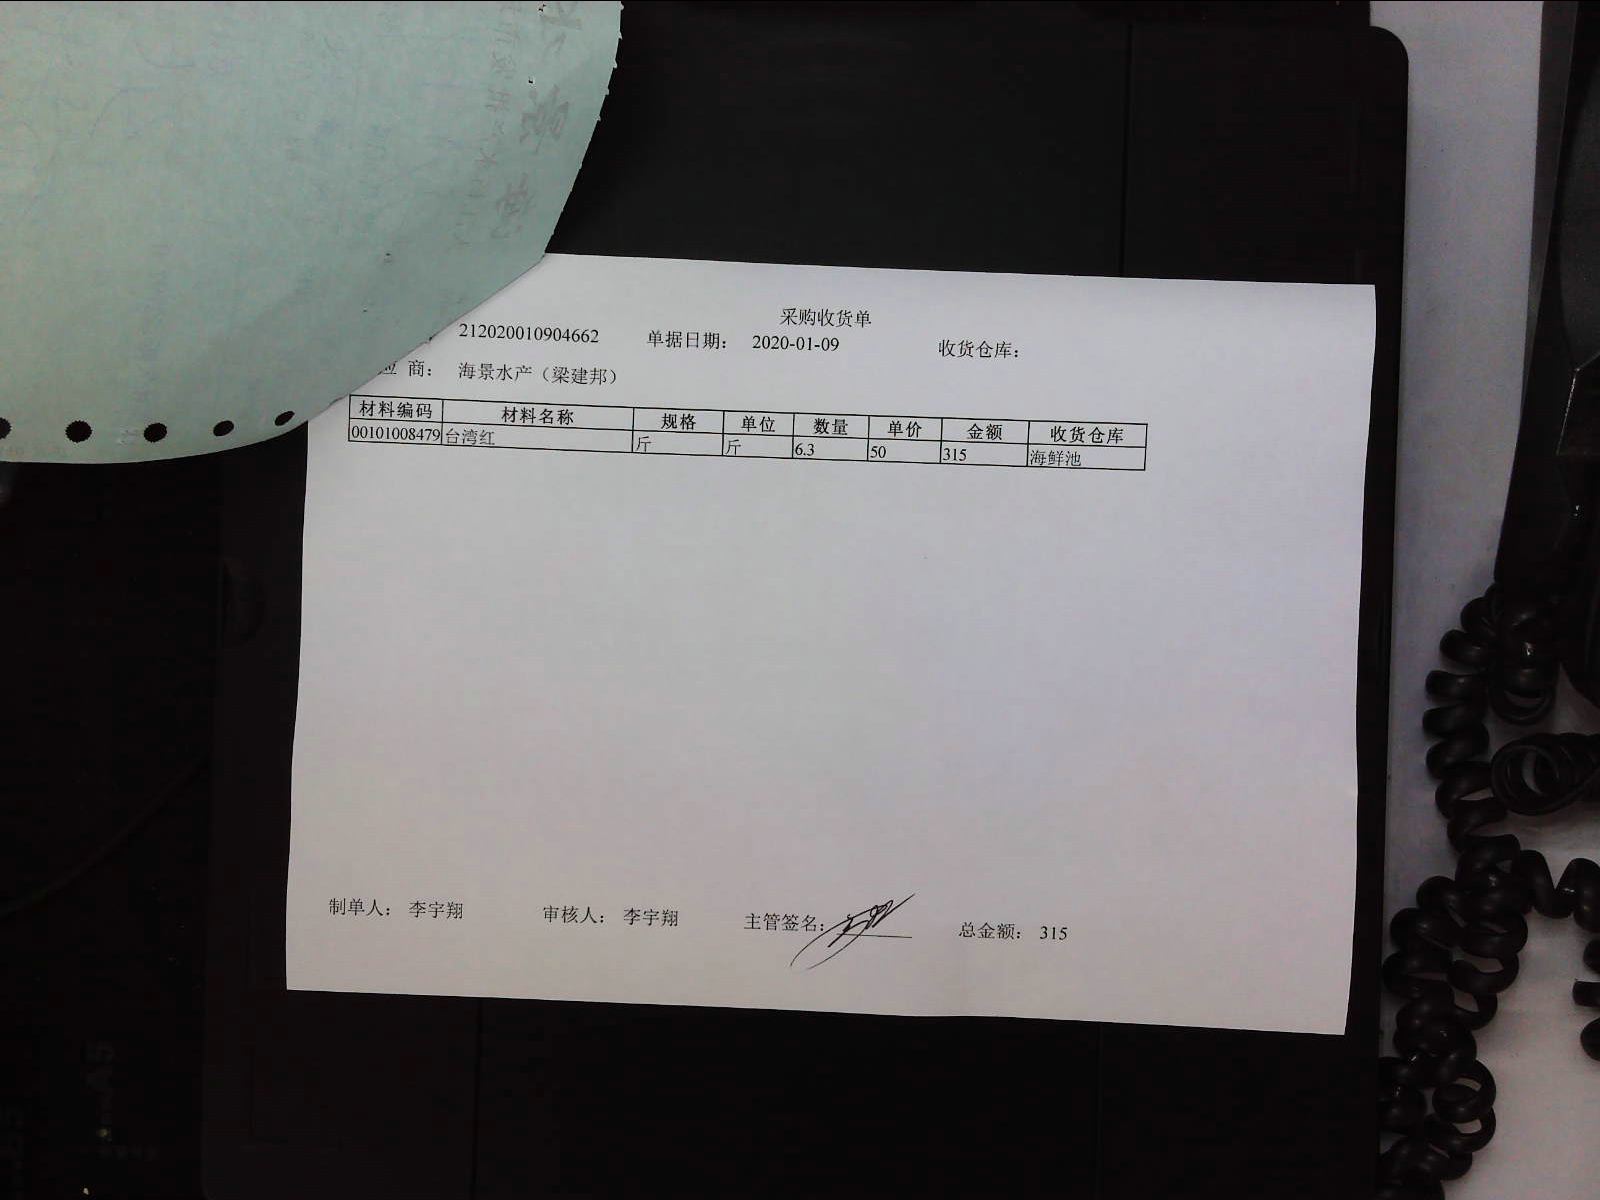 采购收货单
212020010904662 单据日期： 2020-01-09 收货仓库：
应 商： 海景水产（梁建邦）
材料编码 材料名称 规格 单位 数量 单价 金额 收货仓库
00101008479 台湾红 斤 斤 6.3 50 315 海鲜池
制单人： 李宇翔 审核人： 李宇翔 主管签名： 总金额： 315